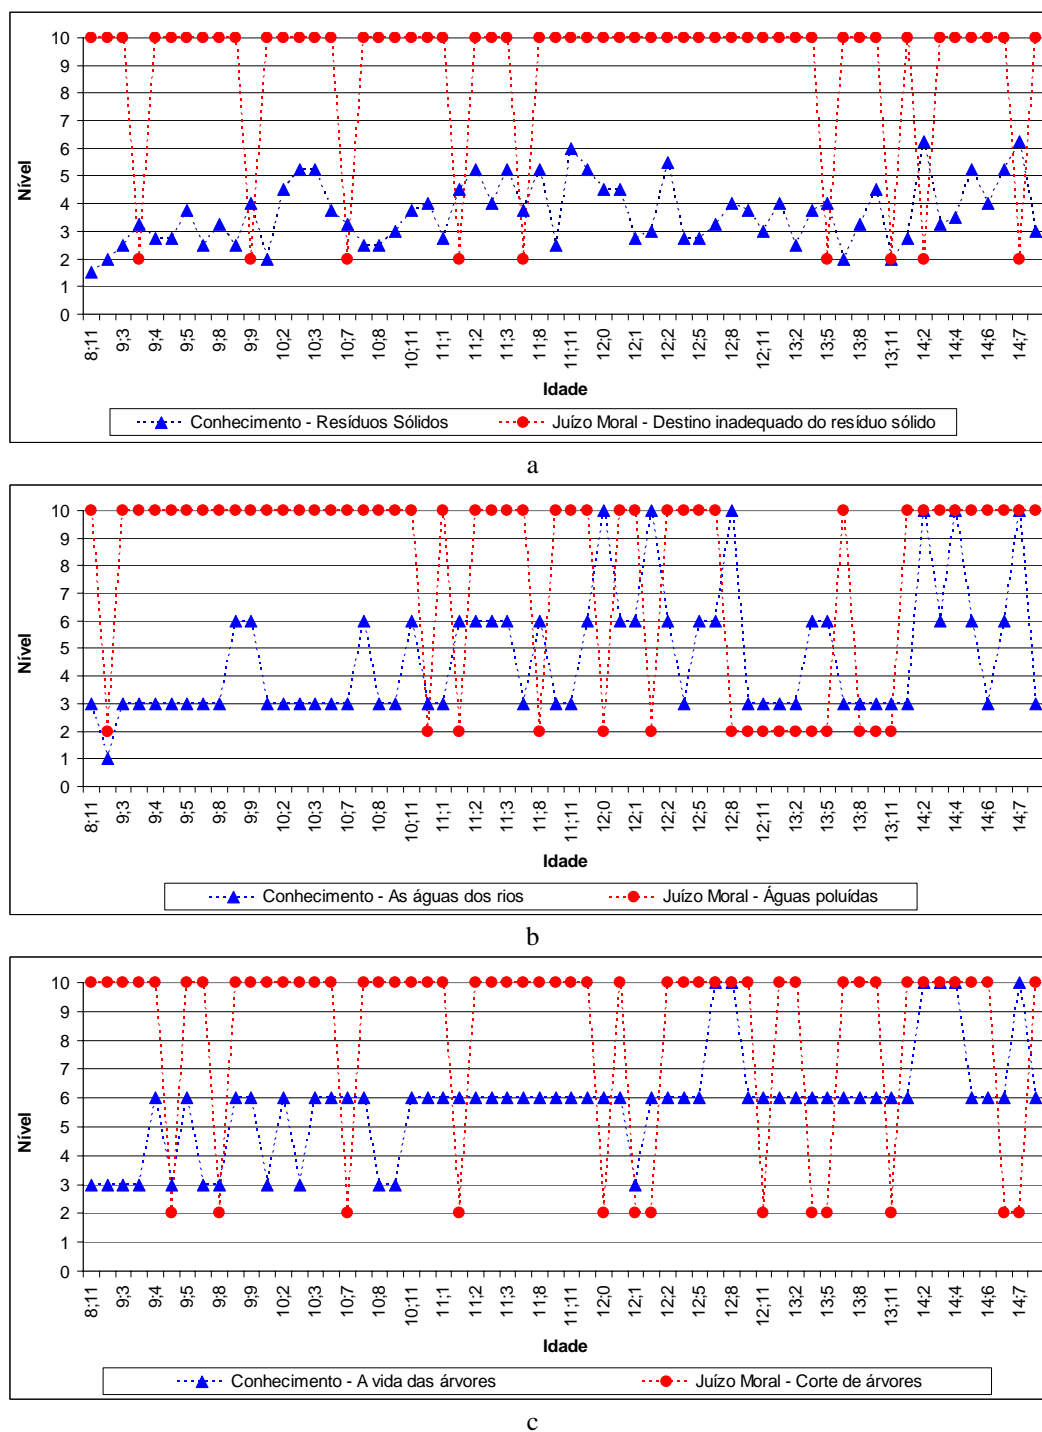 10
9
8
7
6
5
4
3
2
1
0
Nível
8;11 9;3 9;4 9;5 9;8 9;9 10;2 10;3 10;7 10;8 10;11 11;1 11;2 11;3 11;8 11;11 12;0 12;1 12;2 12;5 12;8 12;11 13;2 13;5 13;8 13;11 14;2 14;4 14;6 14;7
Idade
Conhecimento - Resíduos Sólidos Juízo Moral - Destino inadequado do resíduo sólido
a
10
9
8
7
6
5
4
3
2
1
0
Nível
8;11 9;3 9;4 9;5 9;8 9;9 10;2 10;3 10;7 10;8 10;11 11;1 11;2 11;3 11;8 11;11 12;0 12;1 12;2 12;5 12;8 12;11 13;2 13;5 13;8 13;11 14;2 14;4 14;6 14;7
Idade
Conhecimento - As águas dos rios Juízo Moral - Águas poluídas
b
10
9
8
7
6
5
4
3
2
1
0
Nível
8;11 9;3 9;4 9;5 9;8 9;9 10;2 10;3 10;7 10;8 10;11 11;1 11;2 11;3 11;8 11;11 12;0 12;1 12;2 12;5 12;8 12;11 13;2 13;5 13;8 13;11 14;2 14;4 14;6 14;7
Idade
Conhecimento - A vida das árvores Juízo Moral - Corte de árvores
c